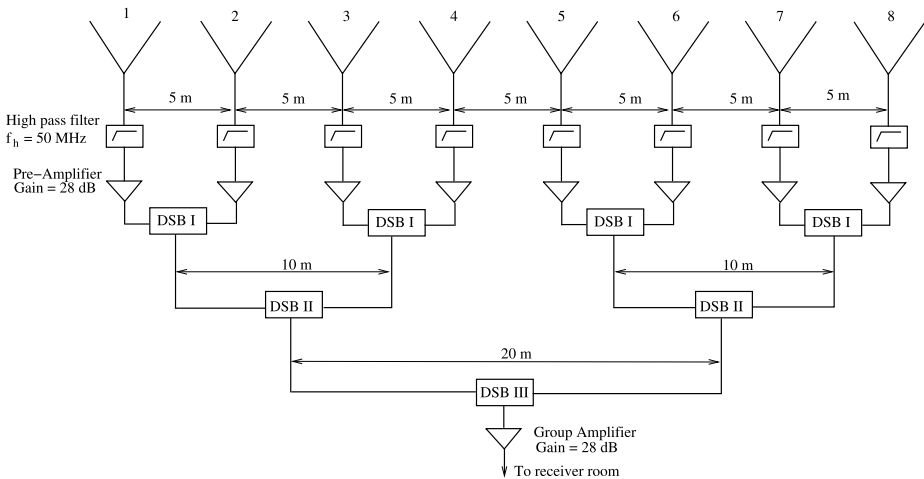 1 2 3 4 5 6 7 8
5 m 5 m 5 m 5 m 5 m 5 m 5 m
High pass filter
f h = 50 MHz
Pre−Amplifier
Gain = 28 dB
DSB I DSB I DSB I DSB I
10 m 10 m
DSB II DSB II
20 m
DSB III
Group Amplifier
Gain = 28 dB
To receiver room